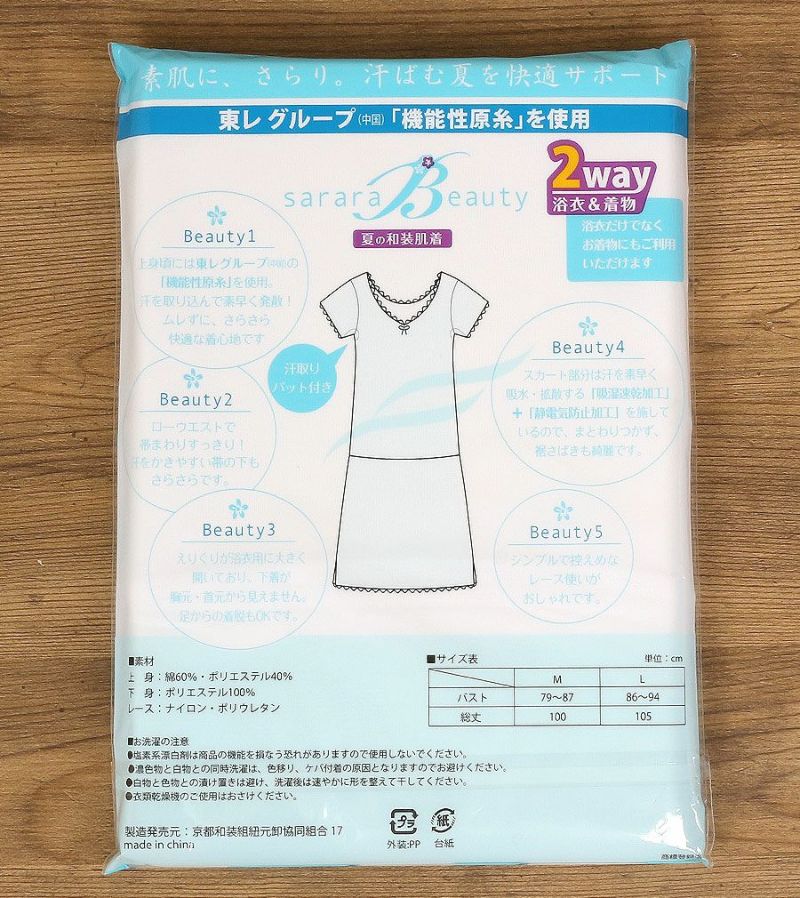 素肌に、さらり。汗ばむ夏を快適サポート
東レグループ(中国)「機能性原糸」を使用
sarara Beauty
夏の和装肌着
2way
浴衣&着物
浴衣だけでなく
お着物にもご利用
いただけます
Beauty1
上身頃には東レグループ(中国)の
「機能性原糸」を使用。
汗を取り込んで素早く発散!
ムレずに、さらさら
快適な着心地です
Beauty2
ローウエストで
帯まわりすっきり!
汗をかきやすい帯の下も
さらさらです。
Beauty3
えりくりが浴衣用に大きく
開いており、下着が
胸元・首元から見えません。
足からの着脱もOKです。
汗取り
パット付き
Beauty4
スカート部分は汗を素早く
吸水・拡散する「吸湿速乾加工」
+「静電気防止加工」を施して
いるので、まとわりつかず、
裾さばきも綺麗です。
Beauty5
シンプルで控えめな
レース使いが
おしゃれです。
■素材
上 身:綿60%・ポリエステル40%
下 身:ポリエステル100%
レース:ナイロン・ポリウレタン
■サイズ表 単位:cm
M L
バスト 79〜87 86〜94
総丈 100 105
■お洗濯の注意
●塩素系漂白剤は商品の機能を損なう恐れがありますので使用しないでください。
●濃色物と白物との同時洗濯は、色移り、ケバ付着の原因となりますのでお避けください。
●白物と色物との漬け置きは避け、洗濯後は速やかに形を整えて干してください。
●衣類乾燥機のご使用はおさけください。
製造発売元:京都和装組紐元卸協同組合 17
made in china
プラ
外装:PP
紙
台紙